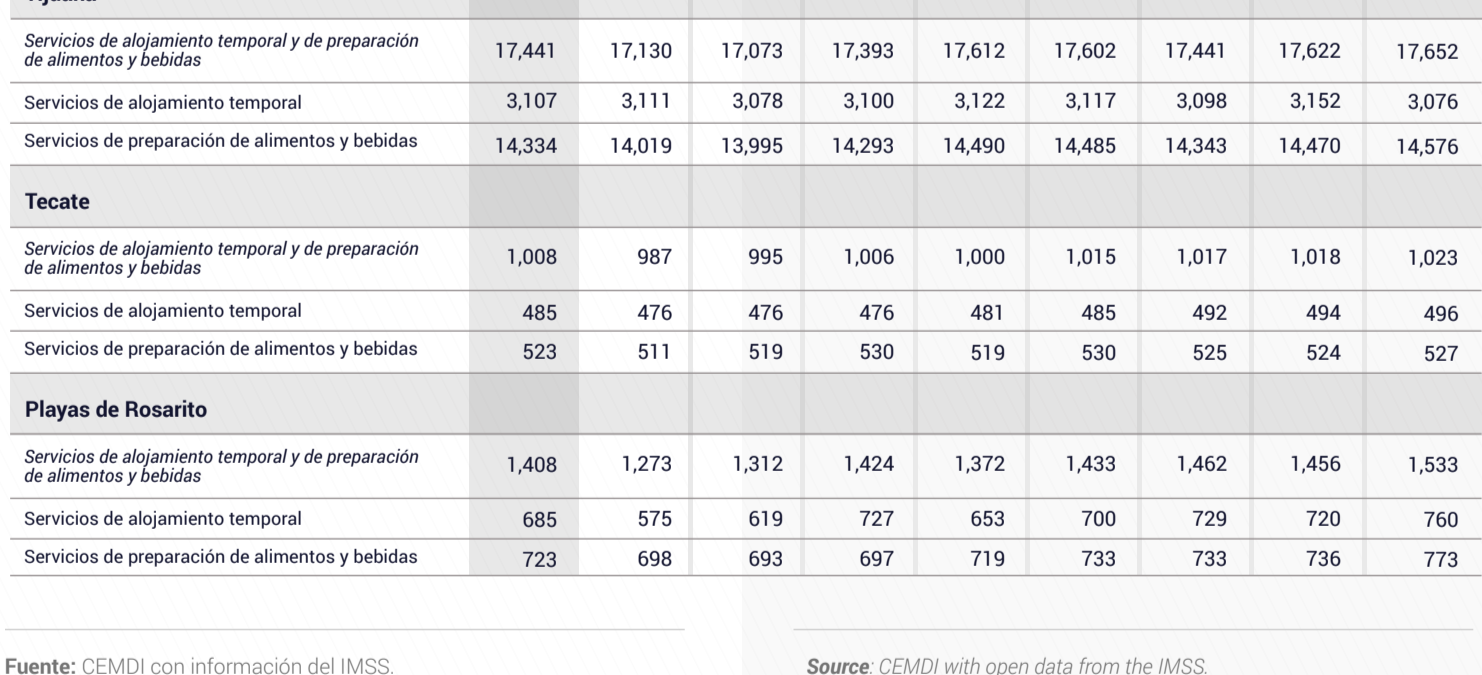 Servicios de alojamiento temporal y de preparación
de alimentos y bebidas 17,441 17,130 17,073 17,393 17,612 17,602 17,441 17,622 17,652
Servicios de alojamiento temporal 3,107 3,111 3,078 3,100 3,122 3,117 3,098 3,152 3,076
Servicios de preparación de alimentos y bebidas 14,334 14,019 13,995 14,293 14,490 14,485 14,343 14,470 14,576
Tecate
Servicios de alojamiento temporal y de preparación
de alimentos y bebidas 1,008 987 995 1,006 1,000 1,015 1,017 1,018 1,023
Servicios de alojamiento temporal 485 476 476 476 481 485 492 494 496
Servicios de preparación de alimentos y bebidas 523 511 519 530 519 530 525 524 527
Playas de Rosarito
Servicios de alojamiento temporal y de preparación
de alimentos y bebidas 1,408 1,273 1,312 1,424 1,372 1,433 1,462 1,456 1,533
Servicios de alojamiento temporal 685 575 619 727 653 700 729 720 760
Servicios de preparación de alimentos y bebidas 723 698 693 697 719 733 733 736 773
Fuente: CEMDI con información del IMSS.
Source: CEMDI with open data from the IMSS.